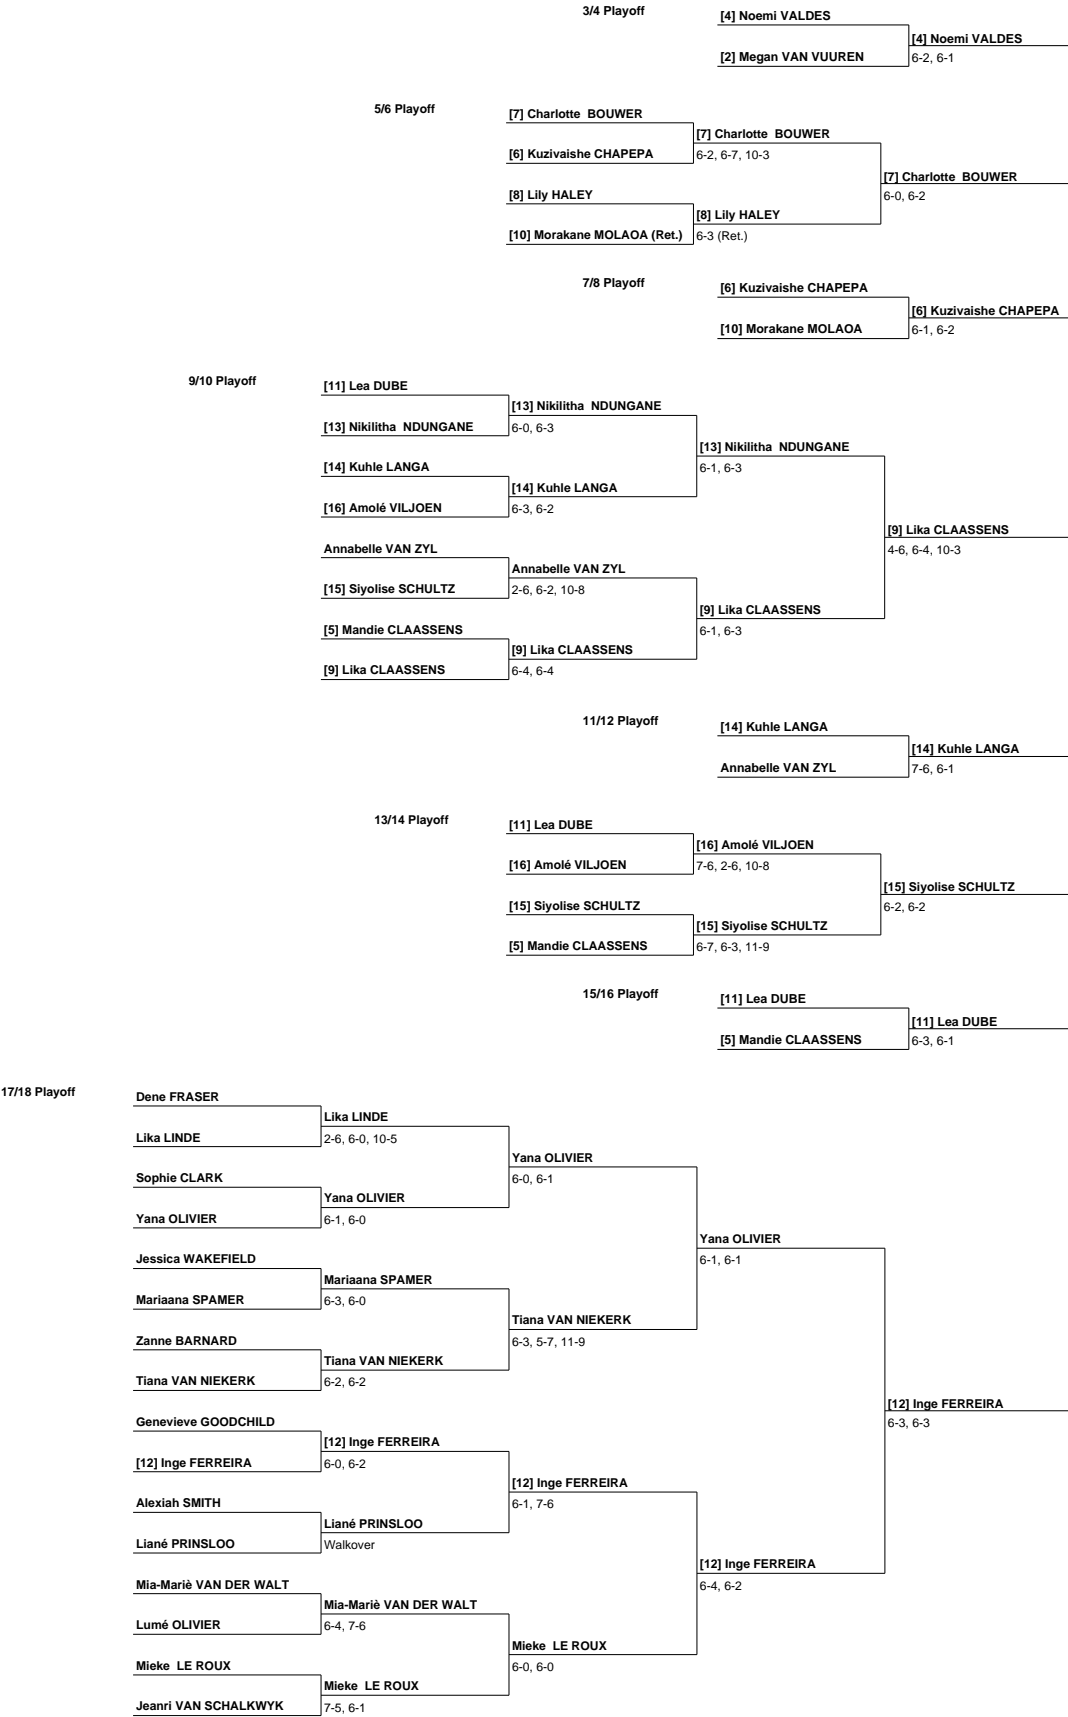 3/4 Playoff
[4] Noemi VALDES
[4] Noemi VALDES
[2] Megan VAN VUUREN
6-2, 6-1
5/6 Playoff
[7] Charlotte  BOUWER
[7] Charlotte  BOUWER
[6] Kuzivaishe CHAPEPA
6-2, 6-7, 10-3
[7] Charlotte  BOUWER
6-0, 6-2
[8] Lily HALEY
[8] Lily HALEY
[10] Morakane MOLAOA (Ret.)
6-3 (Ret.)
7/8 Playoff
[6] Kuzivaishe CHAPEPA
[6] Kuzivaishe CHAPEPA
[10] Morakane MOLAOA
6-1, 6-2
9/10 Playoff
[11] Lea DUBE
[13] Nikilitha  NDUNGANE
[13] Nikilitha  NDUNGANE
6-0, 6-3
[13] Nikilitha  NDUNGANE
6-1, 6-3
[14] Kuhle LANGA
[14] Kuhle LANGA
[16] Amolé VILJOEN
6-3, 6-2
[9] Lika CLAASSENS
4-6, 6-4, 10-3
Annabelle VAN ZYL
Annabelle VAN ZYL
[15] Siyolise SCHULTZ
2-6, 6-2, 10-8
[9] Lika CLAASSENS
6-1, 6-3
[5] Mandie CLAASSENS
[9] Lika CLAASSENS
[9] Lika CLAASSENS
6-4, 6-4
11/12 Playoff
[14] Kuhle LANGA
[14] Kuhle LANGA
Annabelle VAN ZYL
7-6, 6-1
13/14 Playoff
[11] Lea DUBE
[16] Amolé VILJOEN
[16] Amolé VILJOEN
7-6, 2-6, 10-8
[15] Siyolise SCHULTZ
6-2, 6-2
[15] Siyolise SCHULTZ
[15] Siyolise SCHULTZ
[5] Mandie CLAASSENS
6-7, 6-3, 11-9
15/16 Playoff
[11] Lea DUBE
[11] Lea DUBE
[5] Mandie CLAASSENS
6-3, 6-1
17/18 Playoff
Dene FRASER
Lika LINDE
Lika LINDE
2-6, 6-0, 10-5
Yana OLIVIER
6-0, 6-1
Sophie CLARK
Yana OLIVIER
Yana OLIVIER
6-1, 6-0
Yana OLIVIER
6-1, 6-1
Jessica WAKEFIELD
Mariaana SPAMER
Mariaana SPAMER
6-3, 6-0
Tiana VAN NIEKERK
6-3, 5-7, 11-9
Zanne BARNARD
Tiana VAN NIEKERK
Tiana VAN NIEKERK
6-2, 6-2
[12] Inge FERREIRA
6-3, 6-3
Genevieve GOODCHILD
[12] Inge FERREIRA
[12] Inge FERREIRA
6-0, 6-2
[12] Inge FERREIRA
6-1, 7-6
Alexiah SMITH
Liané PRINSLOO
Liané PRINSLOO
Walkover
[12] Inge FERREIRA
6-4, 6-2
Mia-Mariè VAN DER WALT
Mia-Mariè VAN DER WALT
Lumé OLIVIER
6-4, 7-6
Mieke  LE ROUX
6-0, 6-0
Mieke  LE ROUX
Mieke  LE ROUX
Jeanri VAN SCHALKWYK
7-5, 6-1